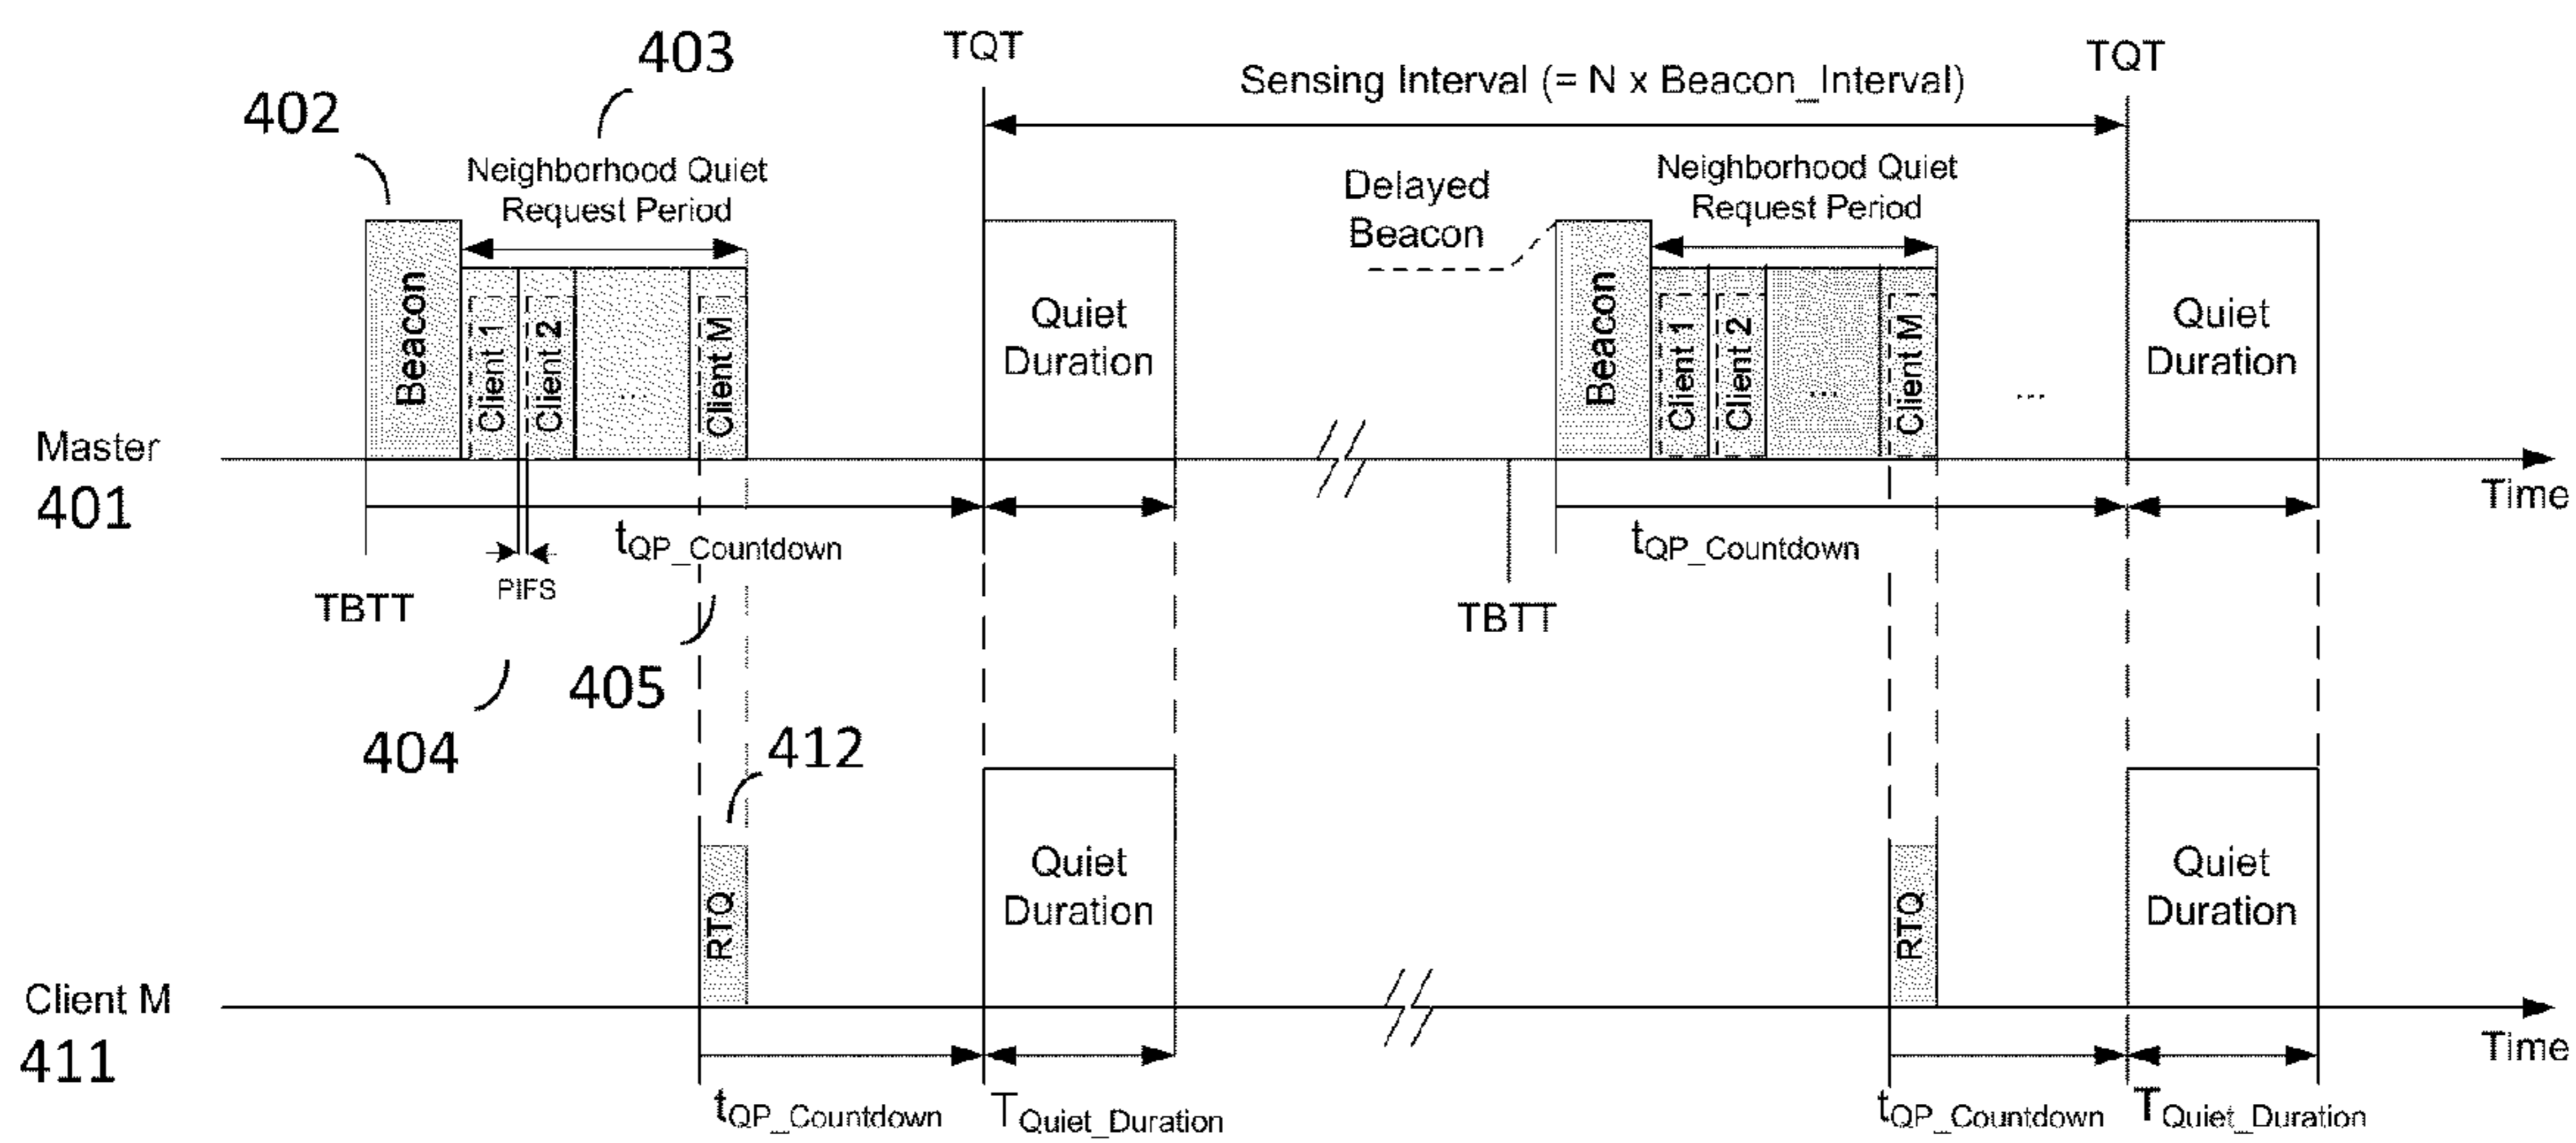 403
TQT
TQT
Sensing Interval (= N x Beacon_Interval)
402
Neighborhood Quiet
Request Period
Delayed
Beacon
Neighborhood Quiet
Request Period
Beacon
Client 1
Client 2
...
Client M
Quiet
Duration
Beacon
Client 1
Client 2
...
Client M
...
Quiet
Duration
Master
401
Time
tQP_Countdown
PIFS
TBTT
tQP_Countdown
TBTT
405
404
412
RTQ
Quiet
Duration
RTQ
Quiet
Duration
Client M
411
Time
tQP_Countdown
TQuiet_Duration
tQP_Countdown
TQuiet_Duration